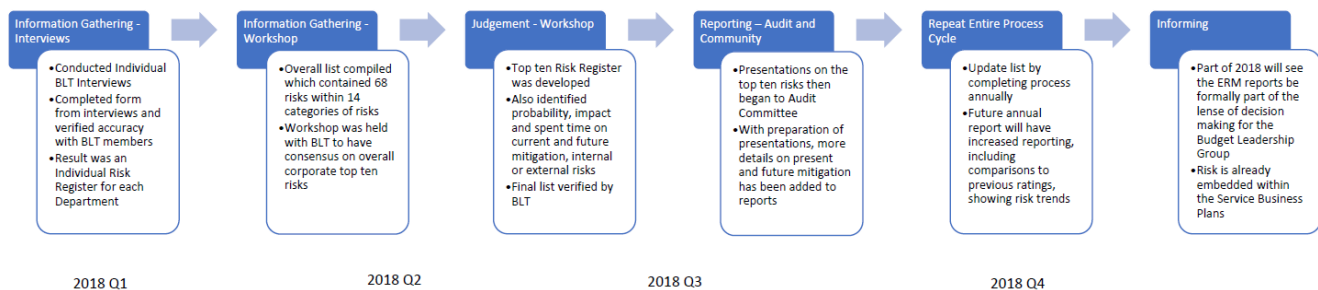 Information Gathering -
Interviews
•Conducted Individual
BLT Interviews
•Completed form
from interviews and
verified accuracy
with BLT members
•Result was an
Individual Risk
Register for each
Department
Information Gathering -
Workshop
•Overall list compiled
which contained 68
risks within 14
categories of risks
•Workshop was held
with BLT to have
consensus on overall
corporate top ten
risks
Judgement - Workshop
•Top ten Risk Register
was developed
•Also identified
probability, impact
and spent time on
current and future
mitigation, internal
or external risks
•Final list verified by
BLT
Reporting – Audit and
Community
•Presentations on the
top ten risks then
began to Audit
Committee
•With preparation of
presentations, more
details on present
and future mitigation
has been added to
reports
Repeat Entire Process
Cycle
•Update list by
completing process
annually
•Future annual
report will have
increased reporting,
including
comparisons to
previous ratings,
showing risk trends
Informing
•Part of 2018 will see
the ERM reports be
formally part of the
lense of decision
making for the
Budget Leadership
Group
•Risk is already
embedded within
the Service Business
Plans
2018 Q1
2018 Q2
2018 Q3
2018 Q4